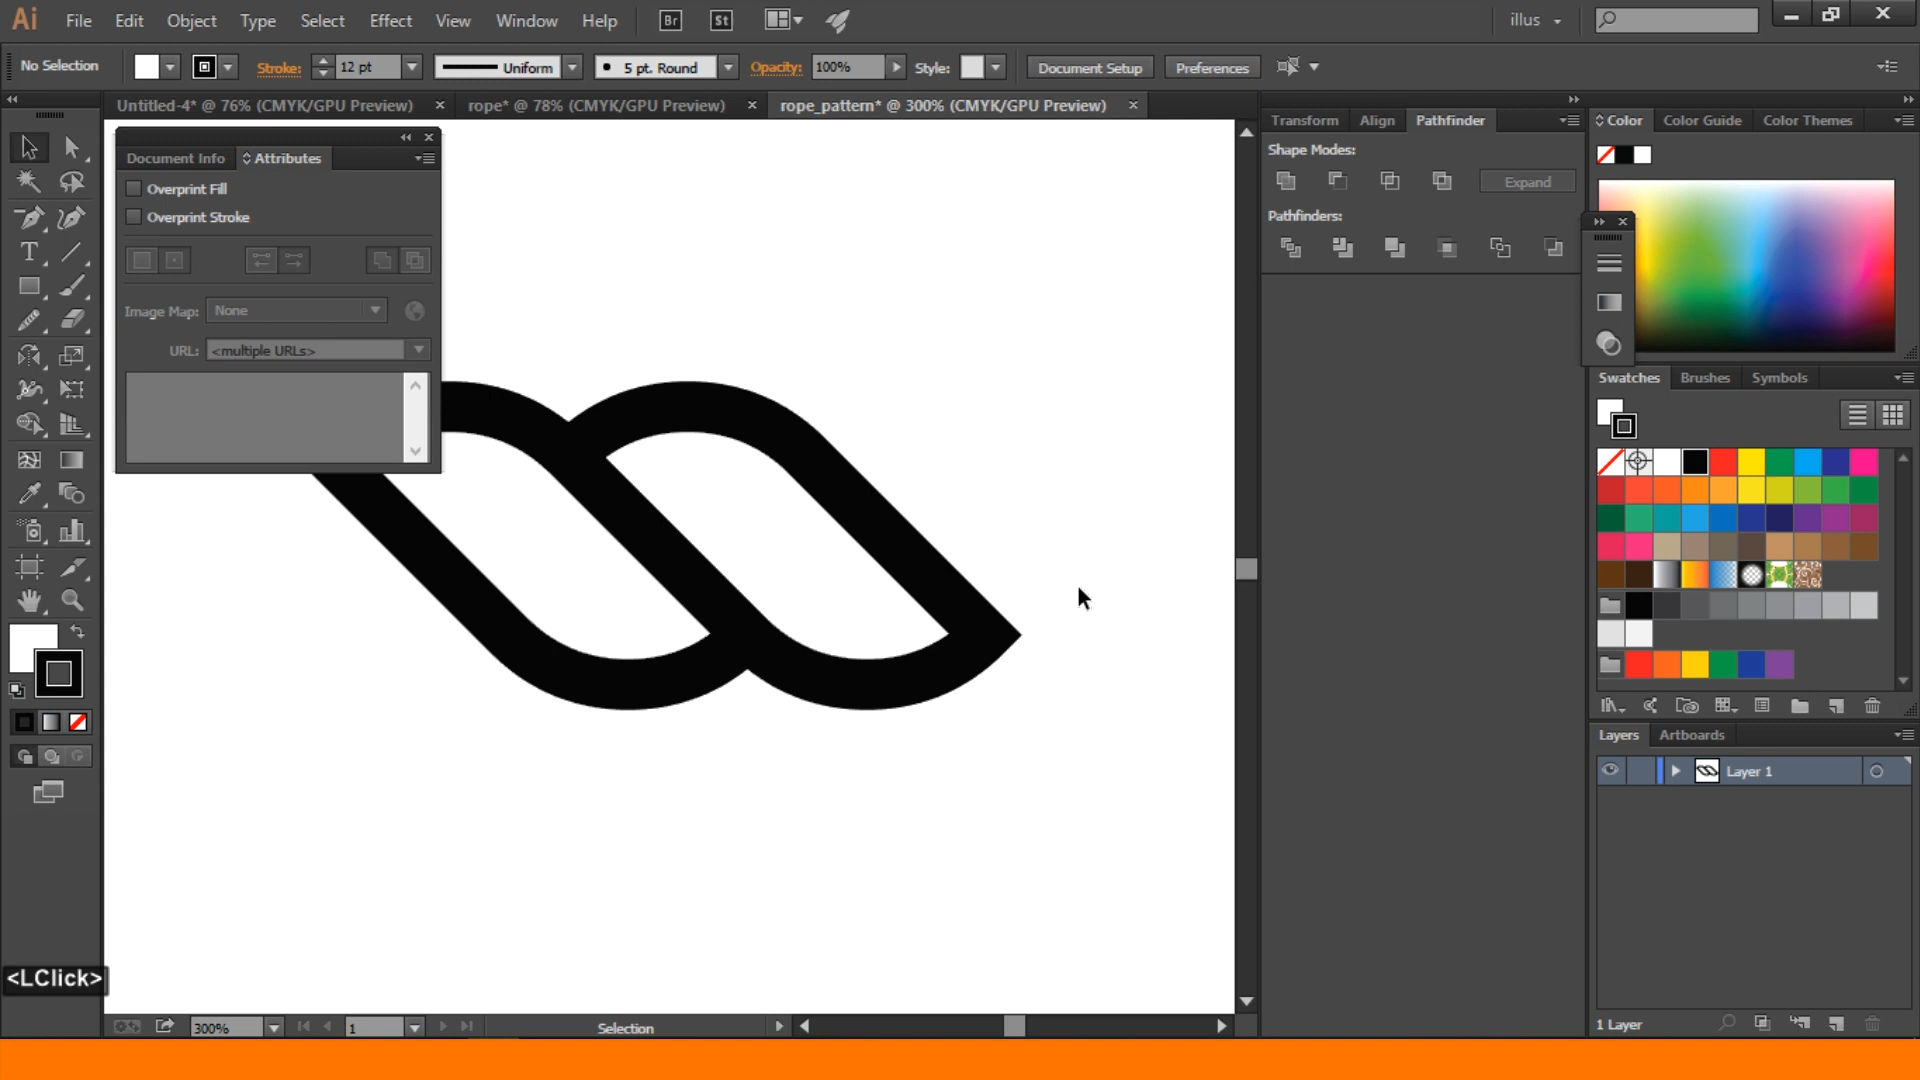 Ai File Edit Object Type Select Effect View Window Help Br St illus
No Selection Stroke: 12 pt Uniform 5 pt. Round Opacity: 100% Style: Document Setup Preferences
Untitled-4* @ 76% (CMYK/GPU Preview) × rope* @ 78% (CMYK/GPU Preview) × rope_pattern* @ 300% (CMYK/GPU Preview) ×
Document Info Attributes
Overprint Fill
Overprint Stroke
Image Map: None
URL: <multiple URLs>
Transform Align Pathfinder
Shape Modes:
Expand
Pathfinders:
Color Color Guide Color Themes
Swatches Brushes Symbols
Layers Artboards
Layer 1
1 Layer
T
<LClick>
300% 1 Selection